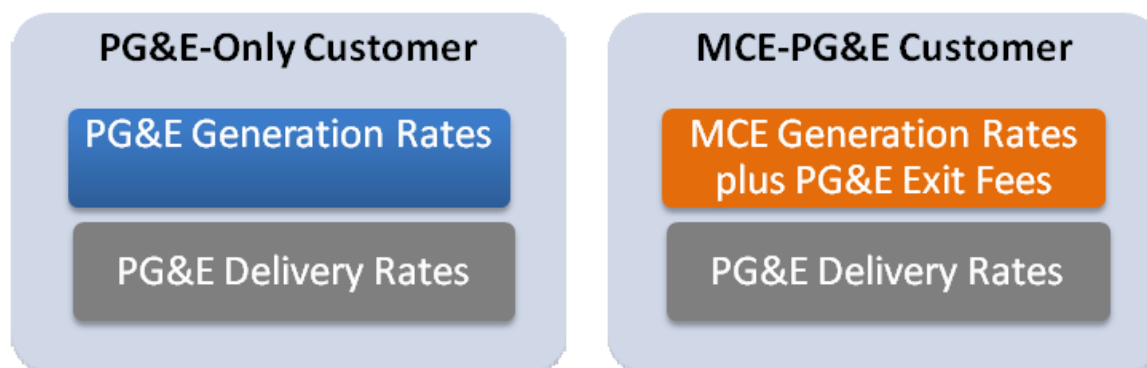 PG&E-Only Customer
PG&E Generation Rates
PG&E Delivery Rates
MCE-PG&E Customer
MCE Generation Rates
plus PG&E Exit Fees
PG&E Delivery Rates